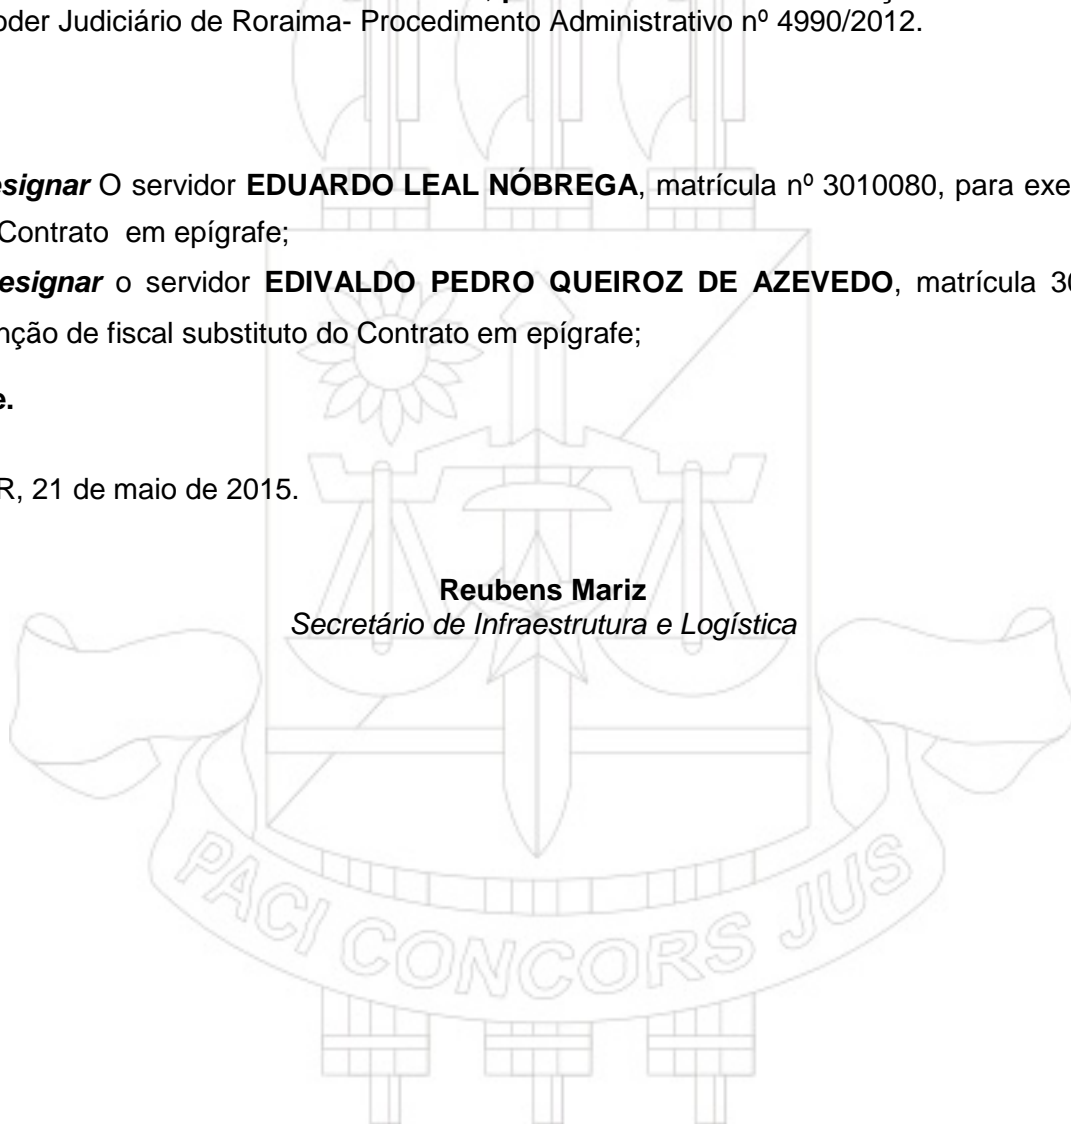 oder Judiciário de Roraima- Procedimento Administrativo nº 4990/2012.
esignar O servidor EDUARDO LEAL NÓBREGA, matrícula nº 3010080, para exe
Contrato em epígrafe;
esignar o servidor EDIVALDO PEDRO QUEIROZ DE AZEVEDO, matrícula 30
nção de fiscal substituto do Contrato em epígrafe;
e.
R, 21 de maio de 2015.
Reubens Mariz
Secretário de Infraestrutura e Logística
PACI CONCORS JUS